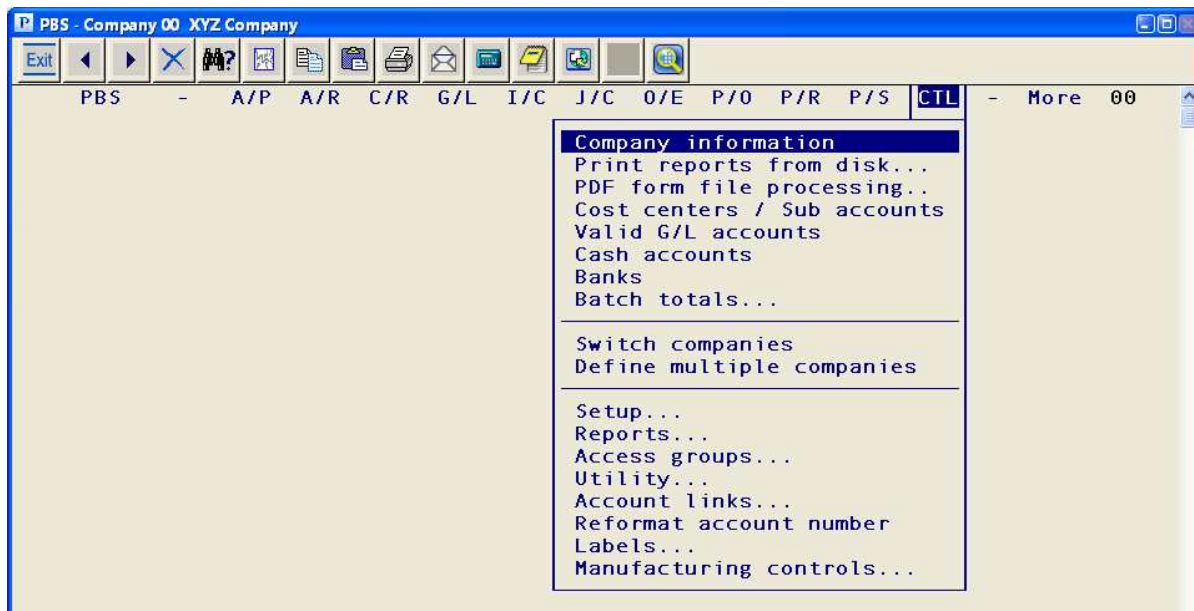 PBS - Company 00 XYZ Company
Exit
PBS - A/P A/R C/R G/L I/C J/C O/E P/O P/R P/S CTL - More 00
Company information
Print reports from disk...
PDF form file processing..
Cost centers / Sub accounts
Valid G/L accounts
Cash accounts
Banks
Batch totals...
Switch companies
Define multiple companies
Setup...
Reports...
Access groups...
Utility...
Account links...
Reformat account number
Labels...
Manufacturing controls...